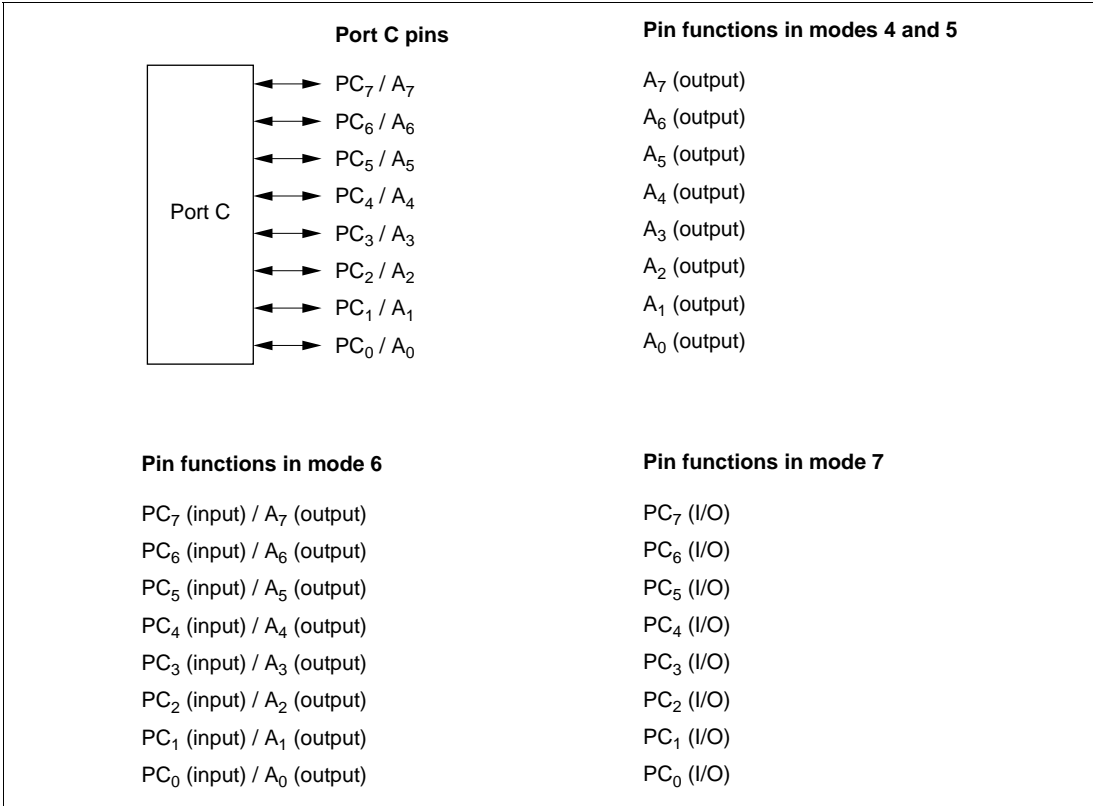 Port C pins
Pin functions in modes 4 and 5
Port C
PC₇ / A₇
PC₆ / A₆
PC₅ / A₅
PC₄ / A₄
PC₃ / A₃
PC₂ / A₂
PC₁ / A₁
PC₀ / A₀
A₇ (output)
A₆ (output)
A₅ (output)
A₄ (output)
A₃ (output)
A₂ (output)
A₁ (output)
A₀ (output)
Pin functions in mode 6
PC₇ (input) / A₇ (output)
PC₆ (input) / A₆ (output)
PC₅ (input) / A₅ (output)
PC₄ (input) / A₄ (output)
PC₃ (input) / A₃ (output)
PC₂ (input) / A₂ (output)
PC₁ (input) / A₁ (output)
PC₀ (input) / A₀ (output)
Pin functions in mode 7
PC₇ (I/O)
PC₆ (I/O)
PC₅ (I/O)
PC₄ (I/O)
PC₃ (I/O)
PC₂ (I/O)
PC₁ (I/O)
PC₀ (I/O)